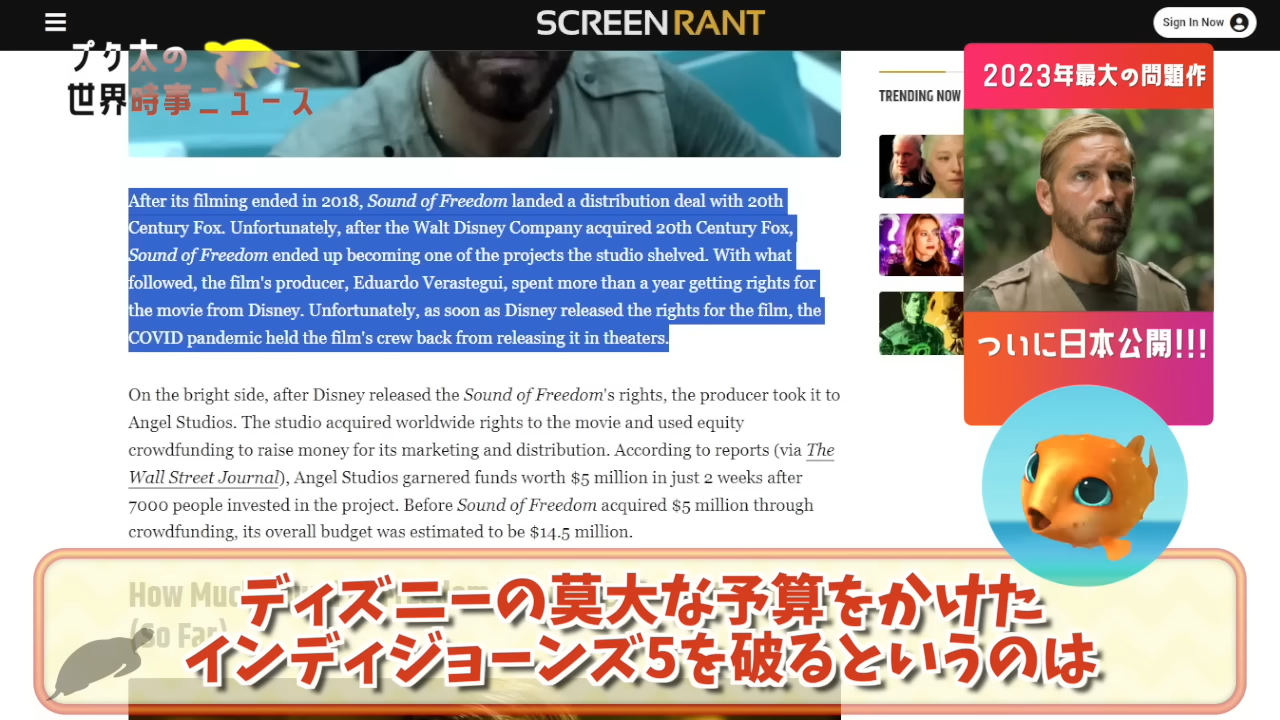 SCREENRANT
Sign In Now
プク太の
世界時事ニュース
2023年最大の問題作
TRENDING NOW
ついに日本公開!!!
After its filming ended in 2018, Sound of Freedom landed a distribution deal with 20th
Century Fox. Unfortunately, after the Walt Disney Company acquired 20th Century Fox,
Sound of Freedom ended up becoming one of the projects the studio shelved. With what
followed, the film's producer, Eduardo Verastegui, spent more than a year getting rights for
the movie from Disney. Unfortunately, as soon as Disney released the rights for the film, the
COVID pandemic held the film's crew back from releasing it in theaters.
On the bright side, after Disney released the Sound of Freedom's rights, the producer took it to
Angel Studios. The studio acquired worldwide rights to the movie and used equity
crowdfunding to raise money for its marketing and distribution. According to reports (via The
Wall Street Journal), Angel Studios garnered funds worth $5 million in just 2 weeks after
7000 people invested in the project. Before Sound of Freedom acquired $5 million through
crowdfunding, its overall budget was estimated to be $14.5 million.
How Muc
(So Far)
ディズニーの莫大な予算をかけた
インディジョーンズ5を破るというのは